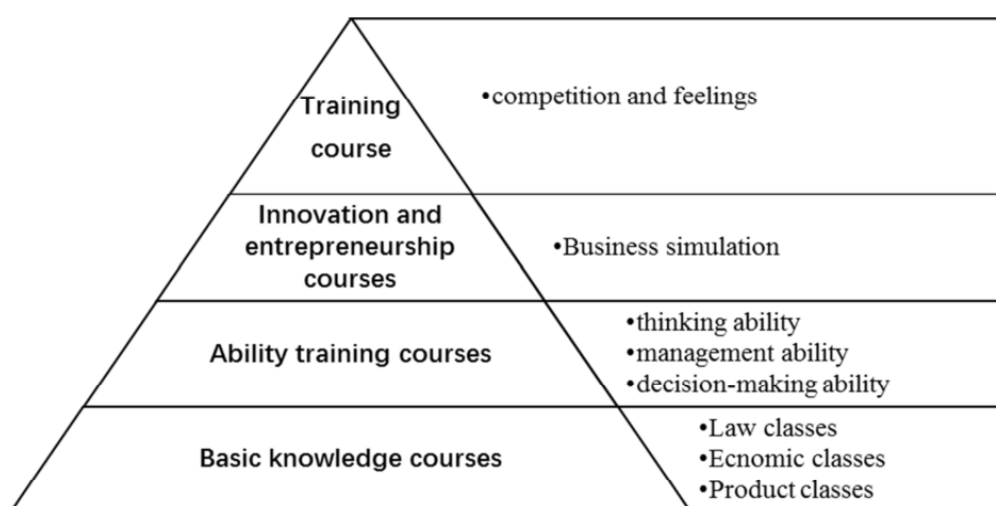 Training
course
•competition and feelings
Innovation and
entrepreneurship
courses
•Business simulation
Ability training courses
•thinking ability
•management ability
•decision-making ability
Basic knowledge courses
•Law classes
•Ecnomic classes
•Product classes